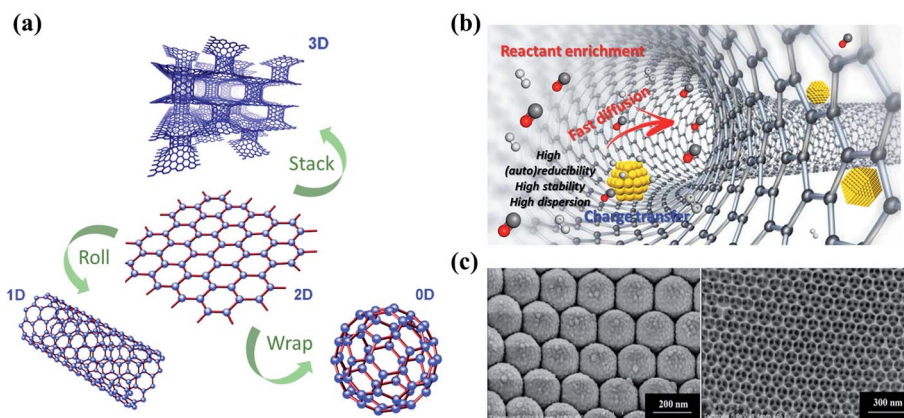 (a)
3D
Stack
Roll
1D
2D
0D
Wrap
(b)
Reactant enrichment
Fast diffusion
High
(auto)reducibility
High stability
High dispersion
Charge transfer
(c)
200 nm
300 nm